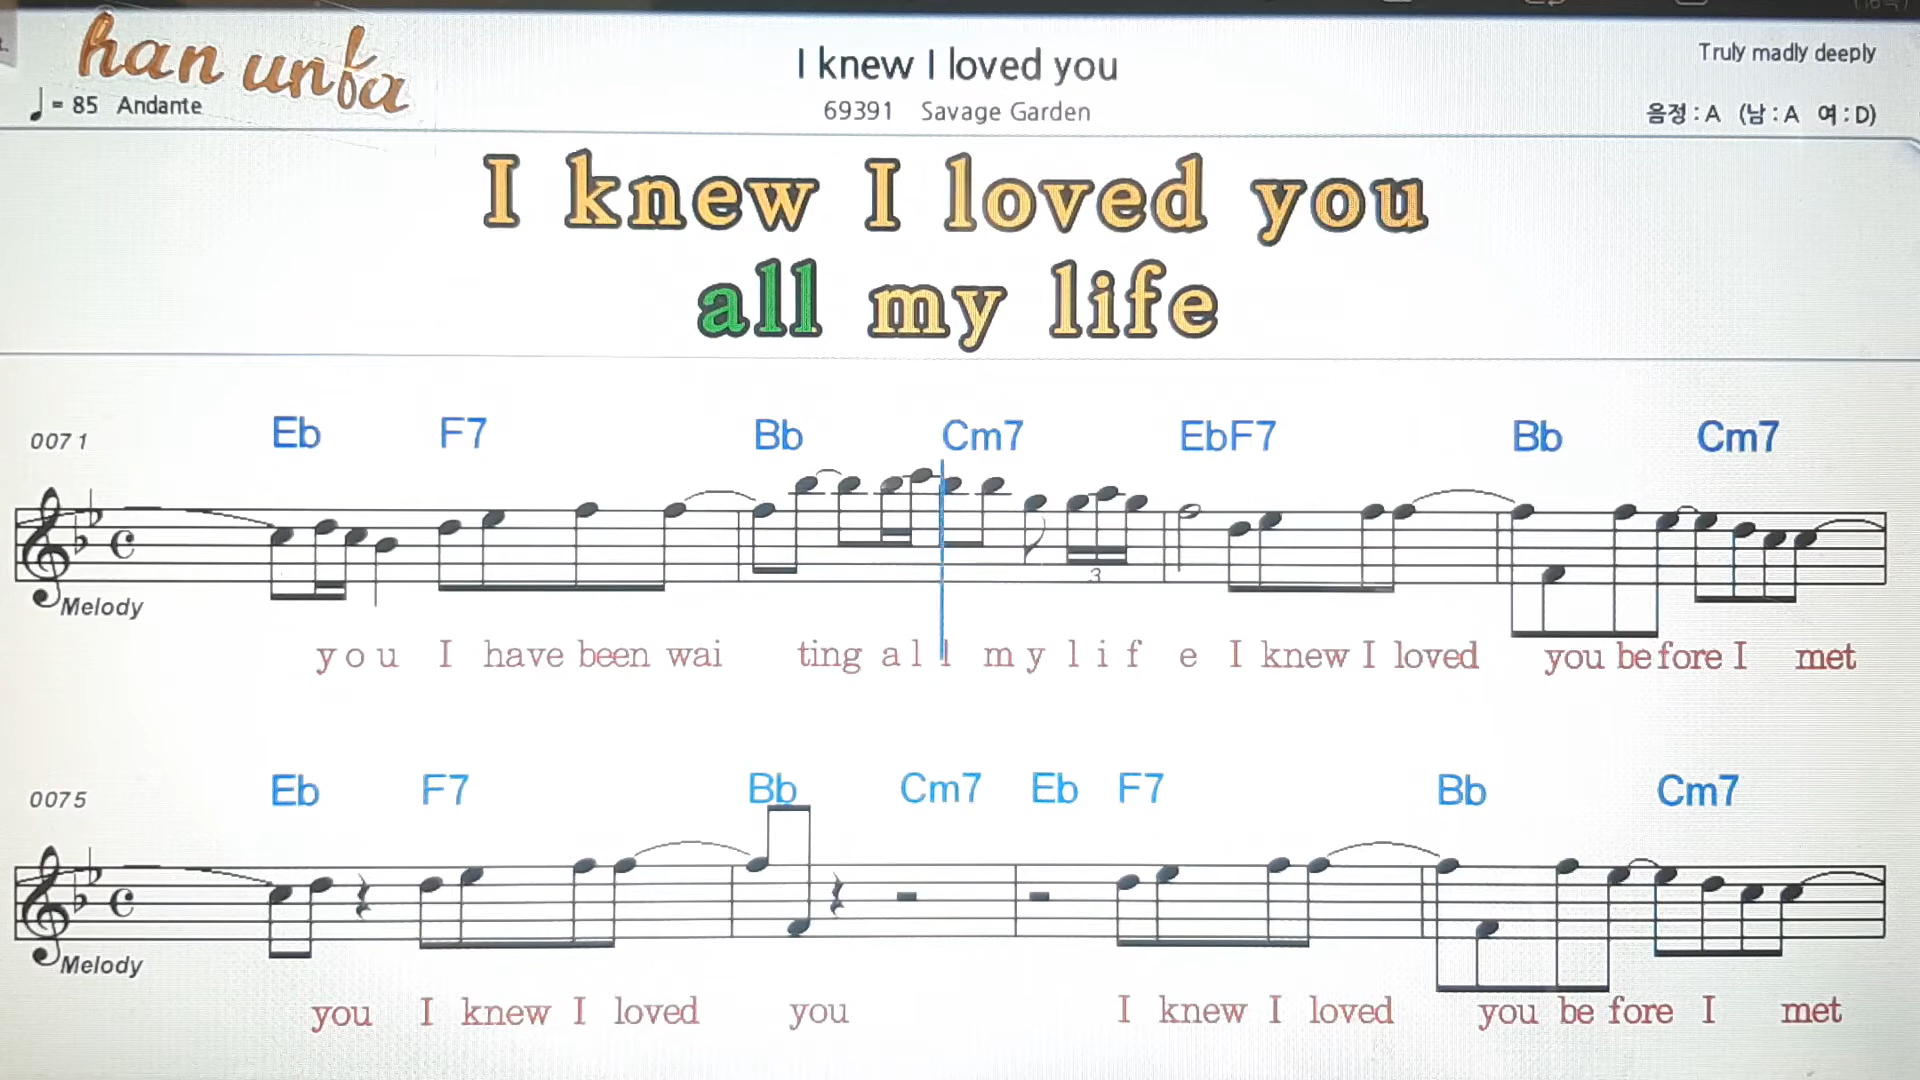 han unfa
I knew I loved you
Truly madly deeply
♩= 85 Andante
69391 Savage Garden
음정 : A (남 : A 여 : D)
I knew I loved you
all my life
0071
Eb F7 Bb Cm7 EbF7 Bb Cm7
3
Melody
you I have been wai ting all my life I knew I loved you before I met
0075
Eb F7 Bb Cm7 Eb F7 Bb Cm7
Melody
you I knew I loved you I knew I loved you be fore I met